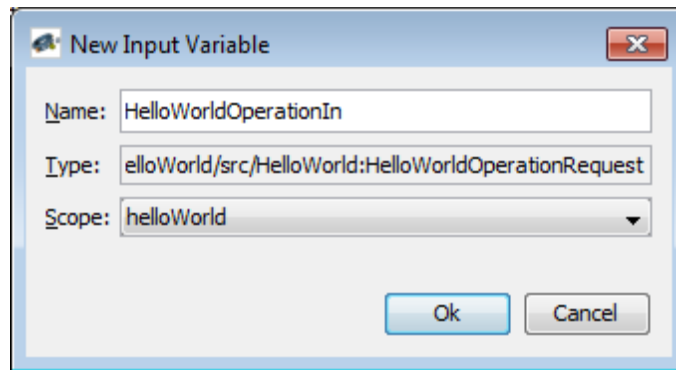 New Input Variable
Name: HelloWorldOperationIn
Type: elloWorld/src/HelloWorld:HelloWorldOperationRequest
Scope: helloWorld
Ok Cancel